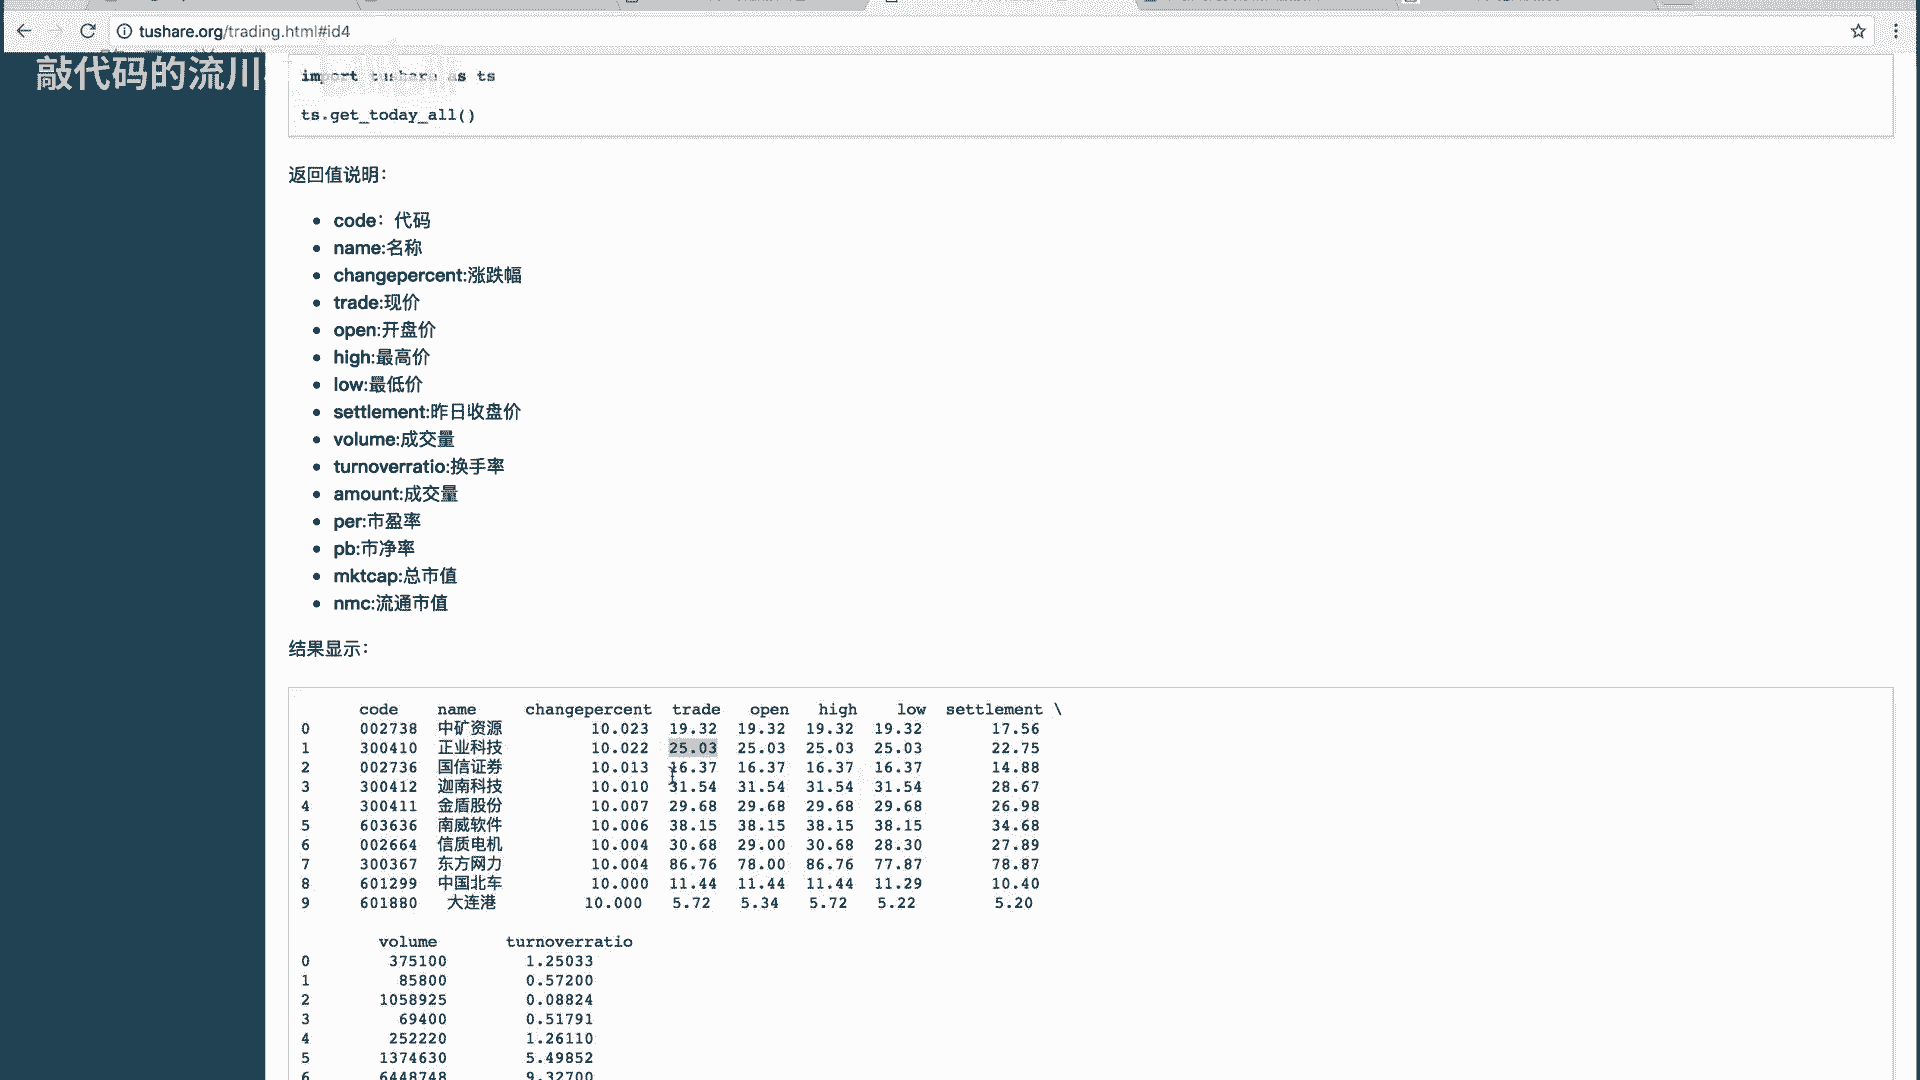 tushare.org/trading.html#id4
敲代码的流川
import tushare as ts
ts.get_today_all()
返回值说明：
code：代码
name:名称
changepercent:涨跌幅
trade:现价
open:开盘价
high:最高价
low:最低价
settlement:昨日收盘价
volume:成交量
turnoverratio:换手率
amount:成交量
per:市盈率
pb:市净率
mktcap:总市值
nmc:流通市值
结果显示：
code name changepercent trade open high low settlement \
0 002738 中矿资源 10.023 19.32 19.32 19.32 19.32 17.56
1 300410 正业科技 10.022 25.03 25.03 25.03 25.03 22.75
2 002736 国信证券 10.013 16.37 16.37 16.37 16.37 14.88
3 300412 迦南科技 10.010 31.54 31.54 31.54 31.54 28.67
4 300411 金盾股份 10.007 29.68 29.68 29.68 29.68 26.98
5 603636 南威软件 10.006 38.15 38.15 38.15 38.15 34.68
6 002664 信质电机 10.004 30.68 29.00 30.68 28.30 27.89
7 300367 东方网力 10.004 86.76 78.00 86.76 77.87 78.87
8 601299 中国北车 10.000 11.44 11.44 11.44 11.29 10.40
9 601880 大连港 10.000 5.72 5.34 5.72 5.22 5.20
volume turnoverratio
0 375100 1.25033
1 85800 0.57200
2 1058925 0.08824
3 69400 0.51791
4 252220 1.26110
5 1374630 5.49852
6 6448748 9.32700